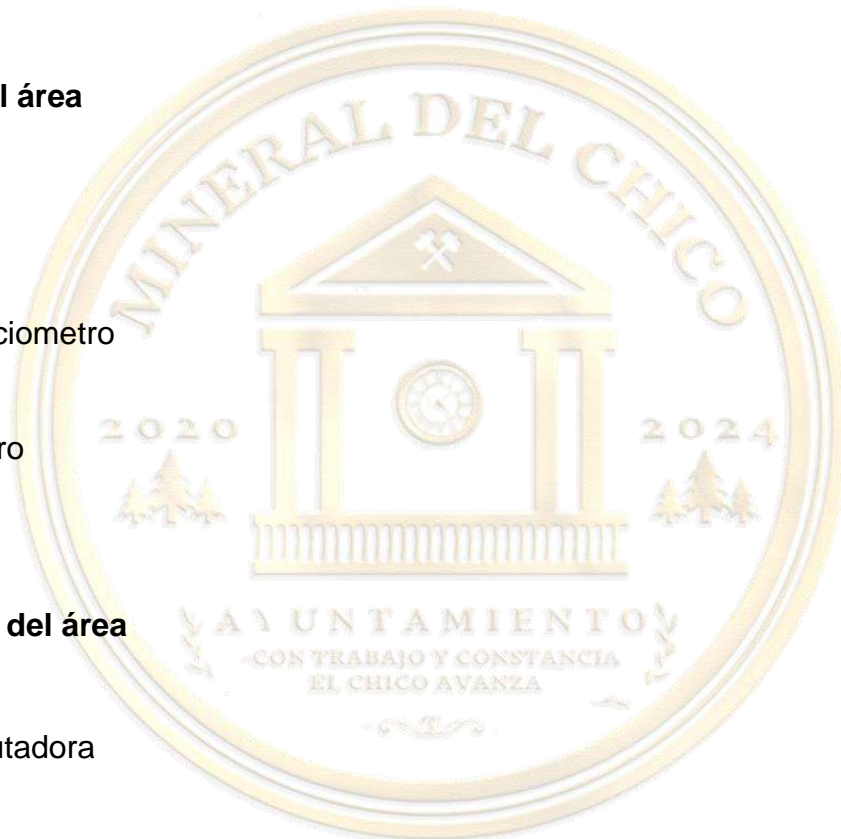 l área
MINERAL DEL CHICO
ciometro
2020 2024
ro
del área
AYUNTAMIENTO
CON TRABAJO Y CONSTANCIA
EL CHICO AVANZA
utadora